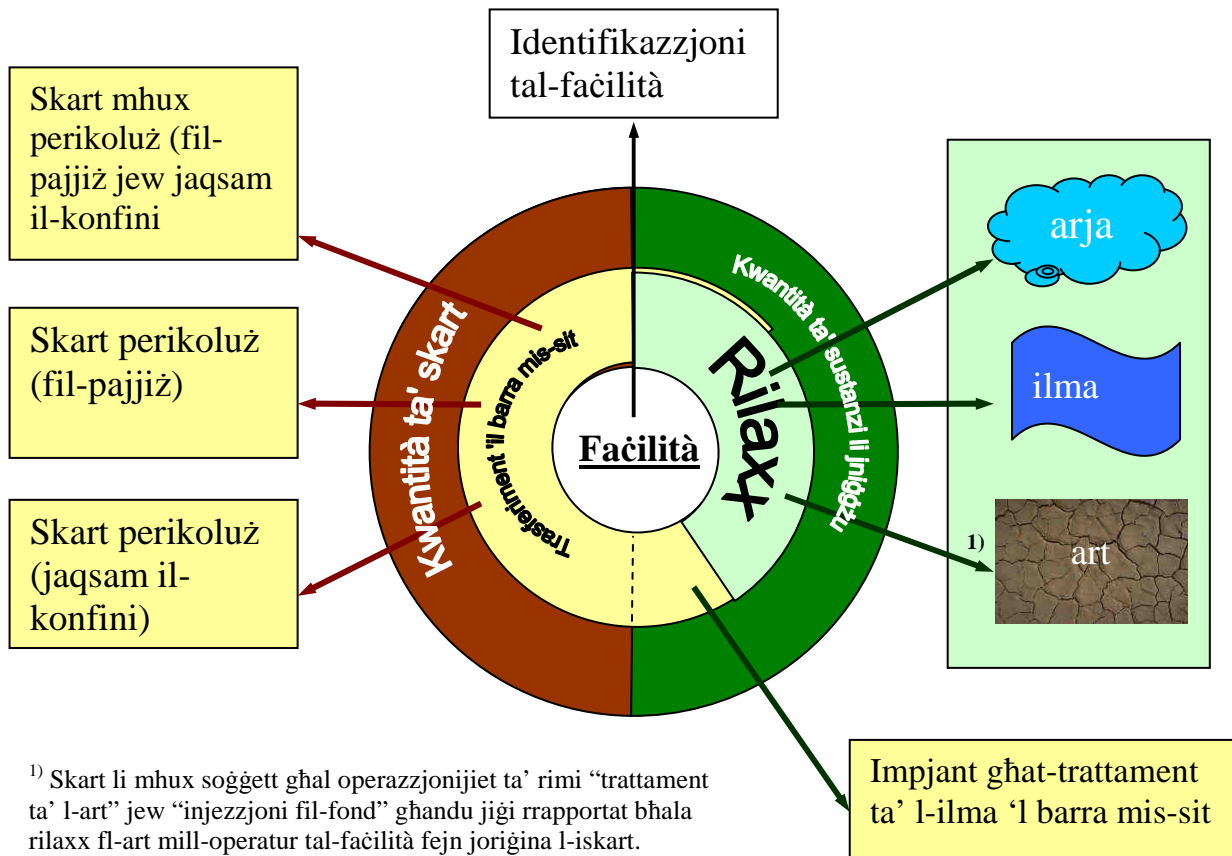 Identifikazzjoni
tal-faċilità
Skart mhux
perikoluż (fil-
pajjiż jew jaqsam
il-konfini
Skart perikoluż
(fil-pajjiż)
Skart perikoluż
(jaqsam il-
konfini)
Kwantità ta' skart
Trasferiment 'il barra mis-sit
Faċilità
Rilaxx
Kwantità ta' sustanzi li jniġġżu
arja
ilma
1)
art
Impjant għat-trattament
ta’ l-ilma ‘l barra mis-sit
1) Skart li mhux soġġett għal operazzjonijiet ta’ rimi “trattament
ta’ l-art” jew “injezzjoni fil-fond” għandu jiġi rrapportat bħala
rilaxx fl-art mill-operatur tal-faċilità fejn joriġina l-iskart.